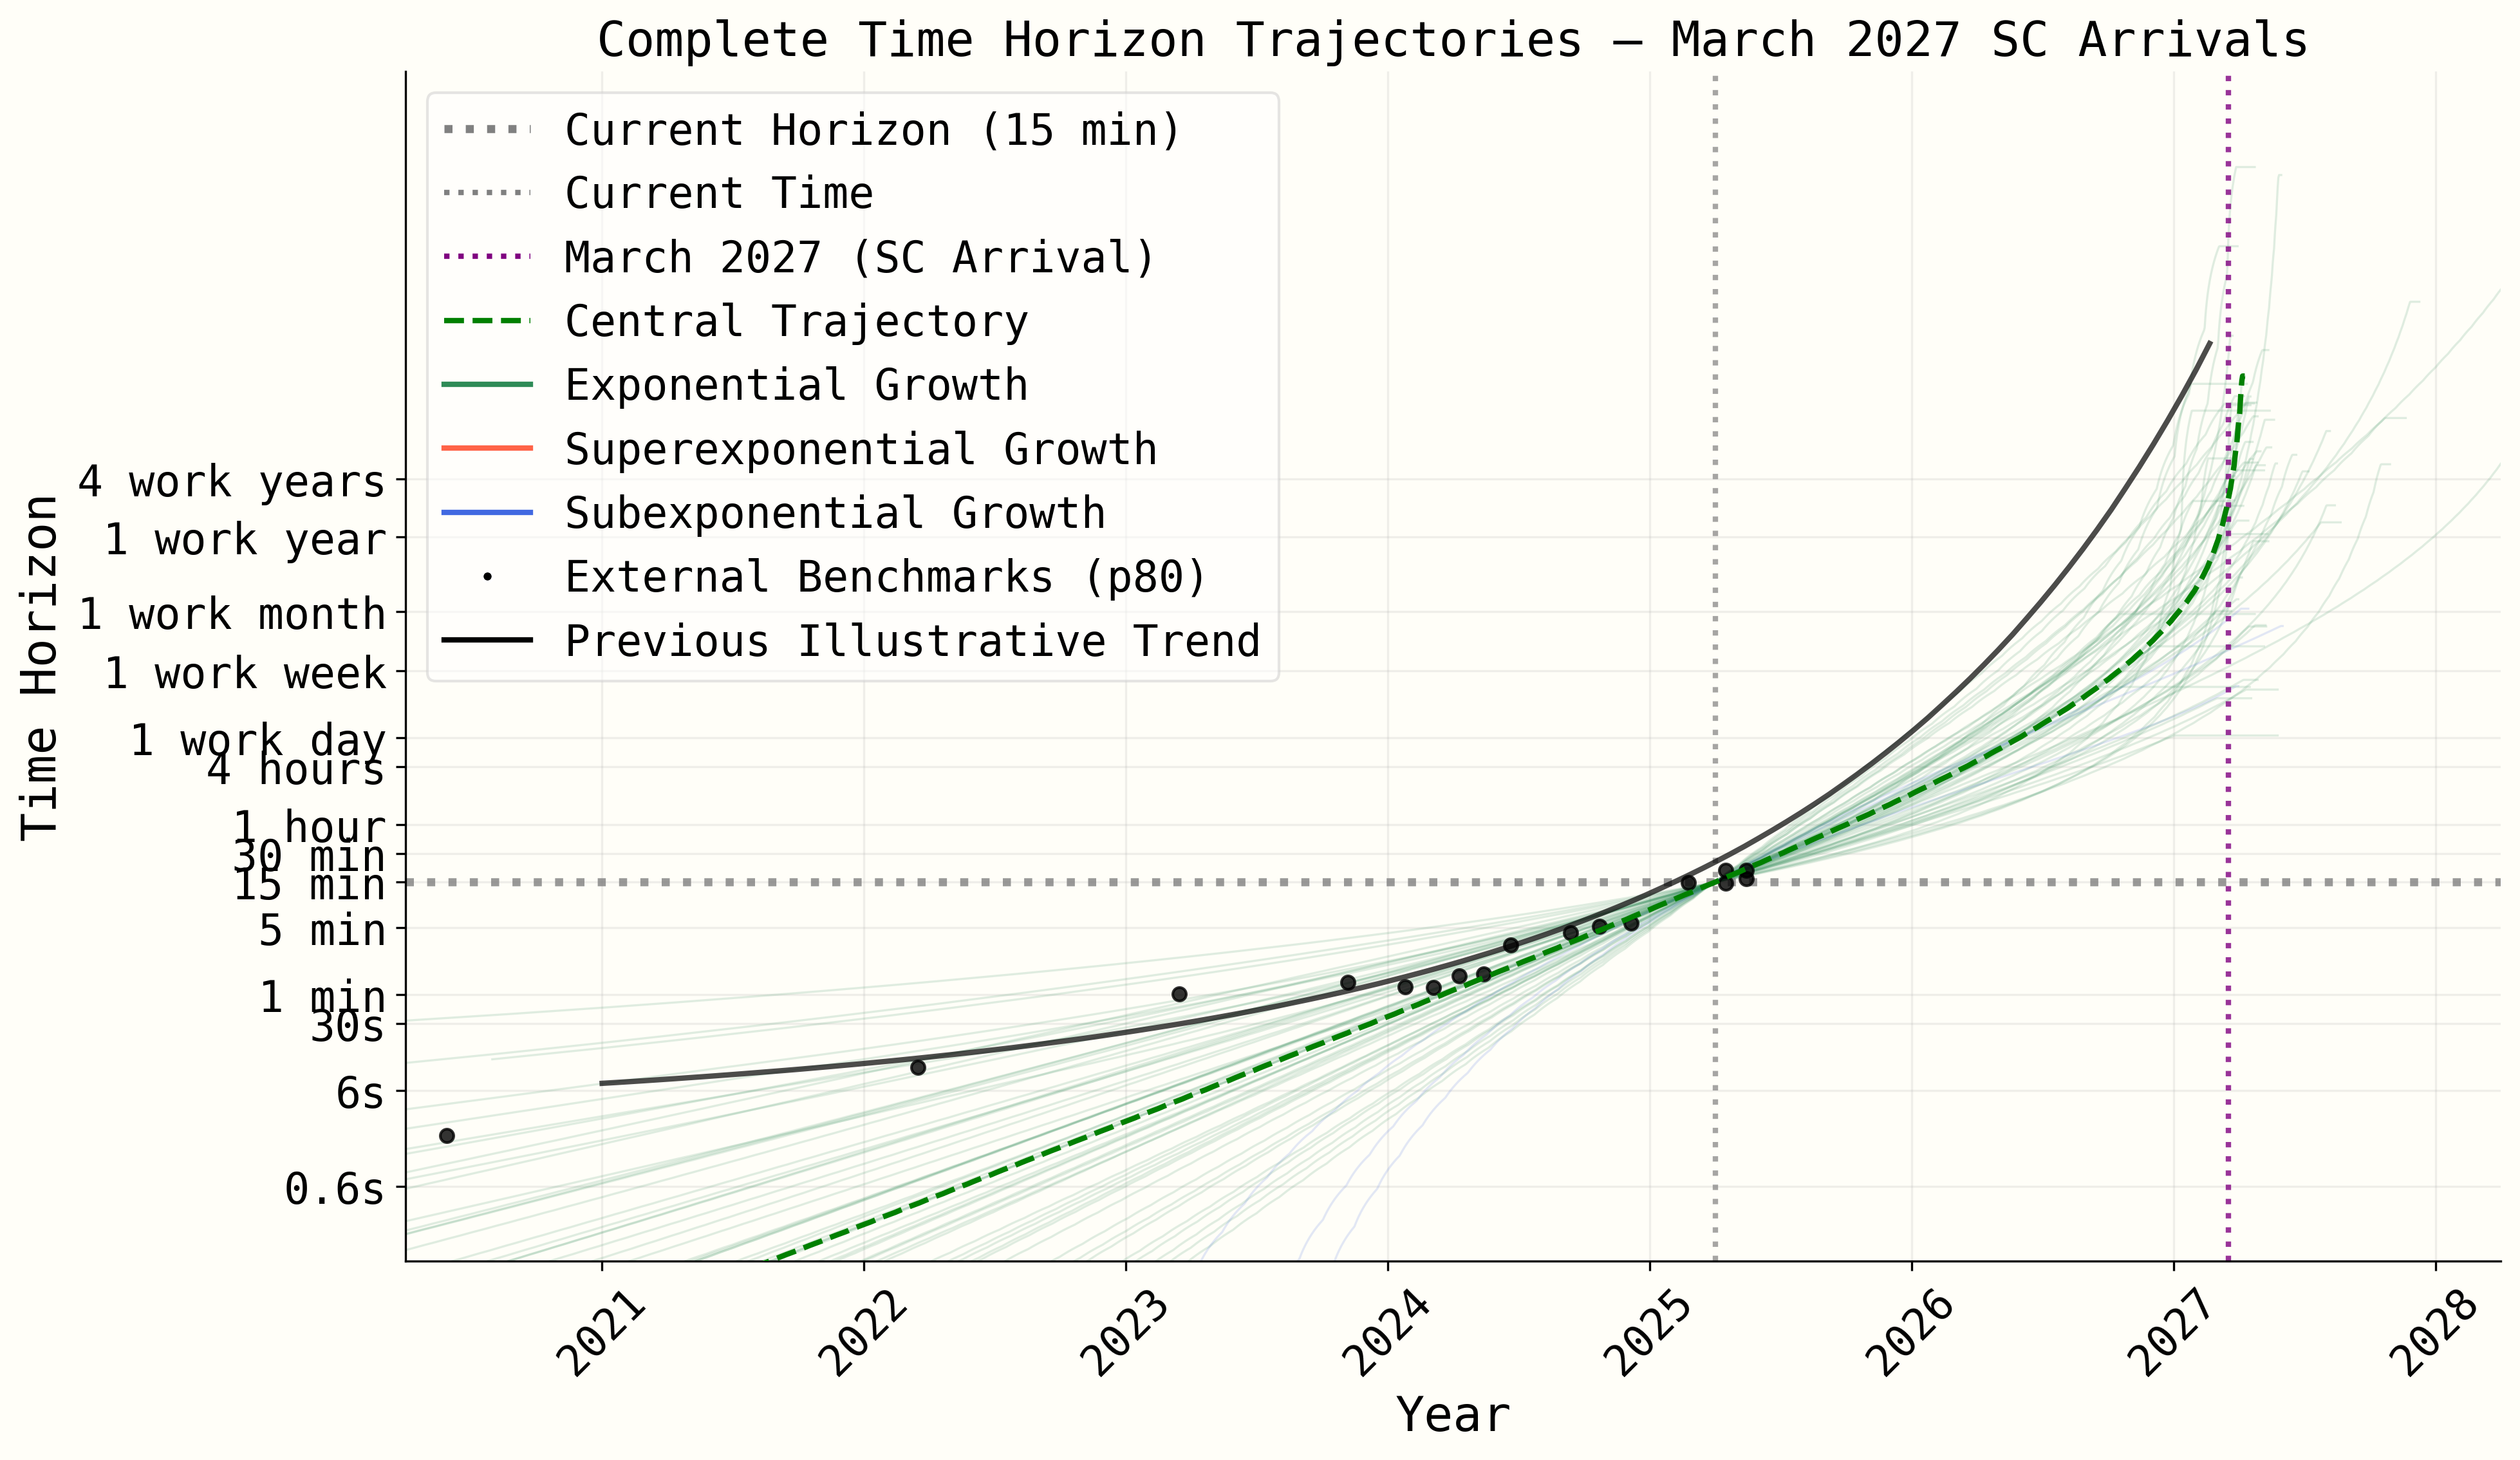 Complete Time Horizon Trajectories — March 2027 SC Arrivals
Current Horizon (15 min)
Current Time
March 2027 (SC Arrival)
Central Trajectory
Exponential Growth
Superexponential Growth
Subexponential Growth
External Benchmarks (p80)
Previous Illustrative Trend
Time Horizon
4 work years
1 work year
1 work month
1 work week
1 work day
4 hours
1 hour
30 min
15 min
5 min
1 min
30s
6s
0.6s
2021
2022
2023
2024
2025
2026
2027
2028
Year